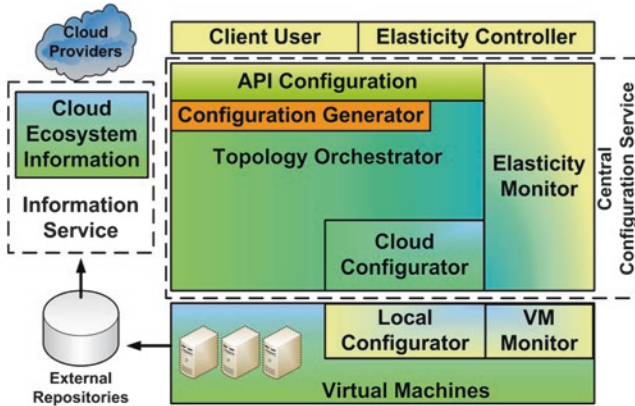 Cloud
Providers
Client User
Elasticity Controller
Cloud
Ecosystem
Information
Information
Service
API Configuration
Configuration Generator
Topology Orchestrator
Cloud
Configurator
Elasticity
Monitor
Central
Configuration Service
External
Repositories
Local
Configurator
VM
Monitor
Virtual Machines